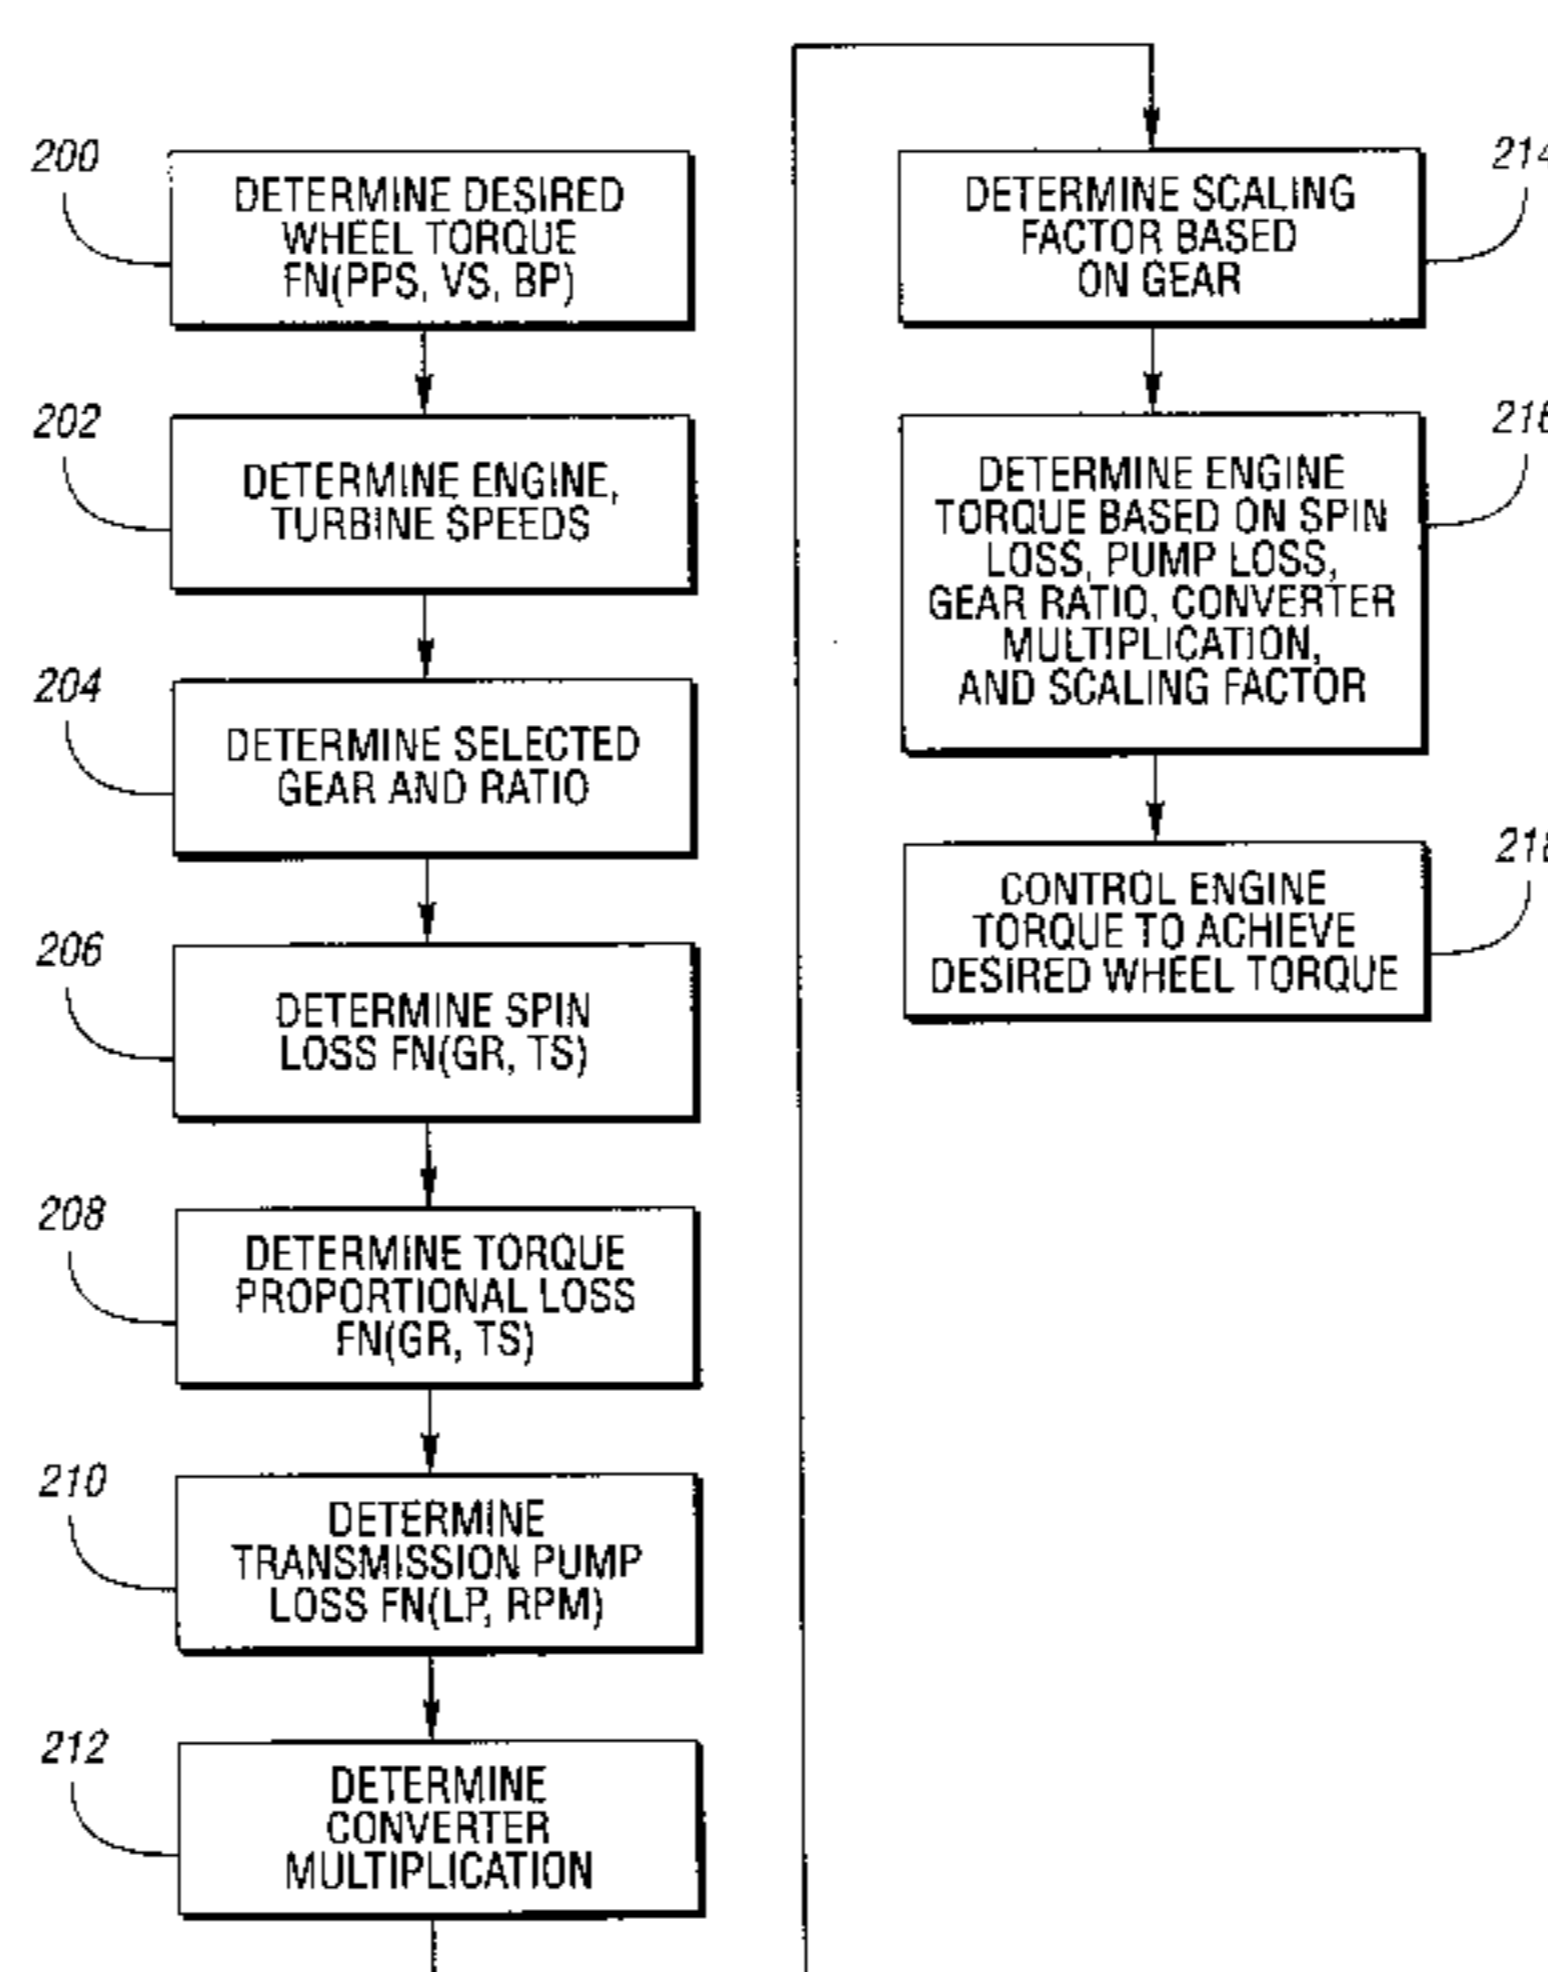 200
DETERMINE DESIRED
WHEEL TORQUE
FN(PPS, VS, BP)
202
DETERMINE ENGINE,
TURBINE SPEEDS
204
DETERMINE SELECTED
GEAR AND RATIO
206
DETERMINE SPIN
LOSS FN(GR, TS)
208
DETERMINE TORQUE
PROPORTIONAL LOSS
FN(GR, TS)
210
DETERMINE
TRANSMISSION PUMP
LOSS FN(LP, RPM)
212
DETERMINE
CONVERTER
MULTIPLICATION
214
DETERMINE SCALING
FACTOR BASED
ON GEAR
DETERMINE ENGINE
TORQUE BASED ON SPIN
LOSS, PUMP LOSS,
GEAR RATIO, CONVERTER
MULTIPLICATION,
AND SCALING FACTOR
CONTROL ENGINE
TORQUE TO ACHIEVE
DESIRED WHEEL TORQUE